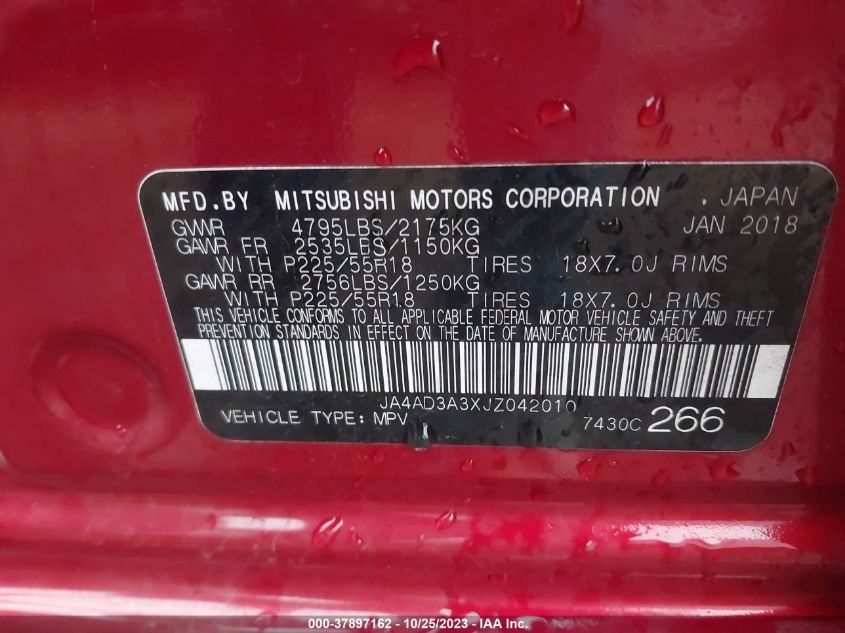 MFD.BY MITSUBISHI MOTORS CORPORATION . JAPAN
GVWR 4795LBS/2175KG JAN 2018
GAWR FR 2535LBS/1150KG
WITH P225/55R18 TIRES 18X7.0J RIMS
GAWR RR 2756LBS/1250KG
WITH P225/55R18 TIRES 18X7.0J RIMS
THIS VEHICLE CONFORMS TO ALL APPLICABLE FEDERAL MOTOR VEHICLE SAFETY AND THEFT
PREVENTION STANDARDS IN EFFECT ON THE DATE OF MANUFACTURE SHOWN ABOVE.
JA4AD3A3XJZ042010
VEHICLE TYPE: MPV 7430C 266
000-37897162 - 10/25/2023 - IAA Inc.